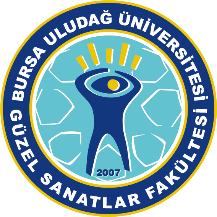 BURSA ULUDAĞ ÜNİVERSİTESİ
GÜZEL SANATLAR FAKÜLTESİ
2007